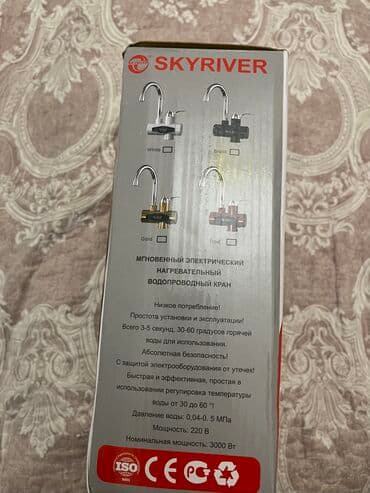 SKYRIVER
White
Black
Gold
Red
МГНОВЕННЫЙ ЭЛЕКТРИЧЕСКИЙ
НАГРЕВАТЕЛЬНЫЙ
ВОДОПРОВОДНЫЙ КРАН
Низкое потребление!
Простота установки и эксплуатации!
Всего 3-5 секунд, 30-60 градусов горячей
воды для использования.
Абсолютная безопасность!
С защитой электрооборудования от утечек!
Быстрая и эффективная, простая в
использовании регулировка температуры
воды от 30 до 60 °!
Давление воды: 0,04-0. 5 МПа
Мощность: 220 В
Номинальная мощность: 3000 Вт
ISO
CE